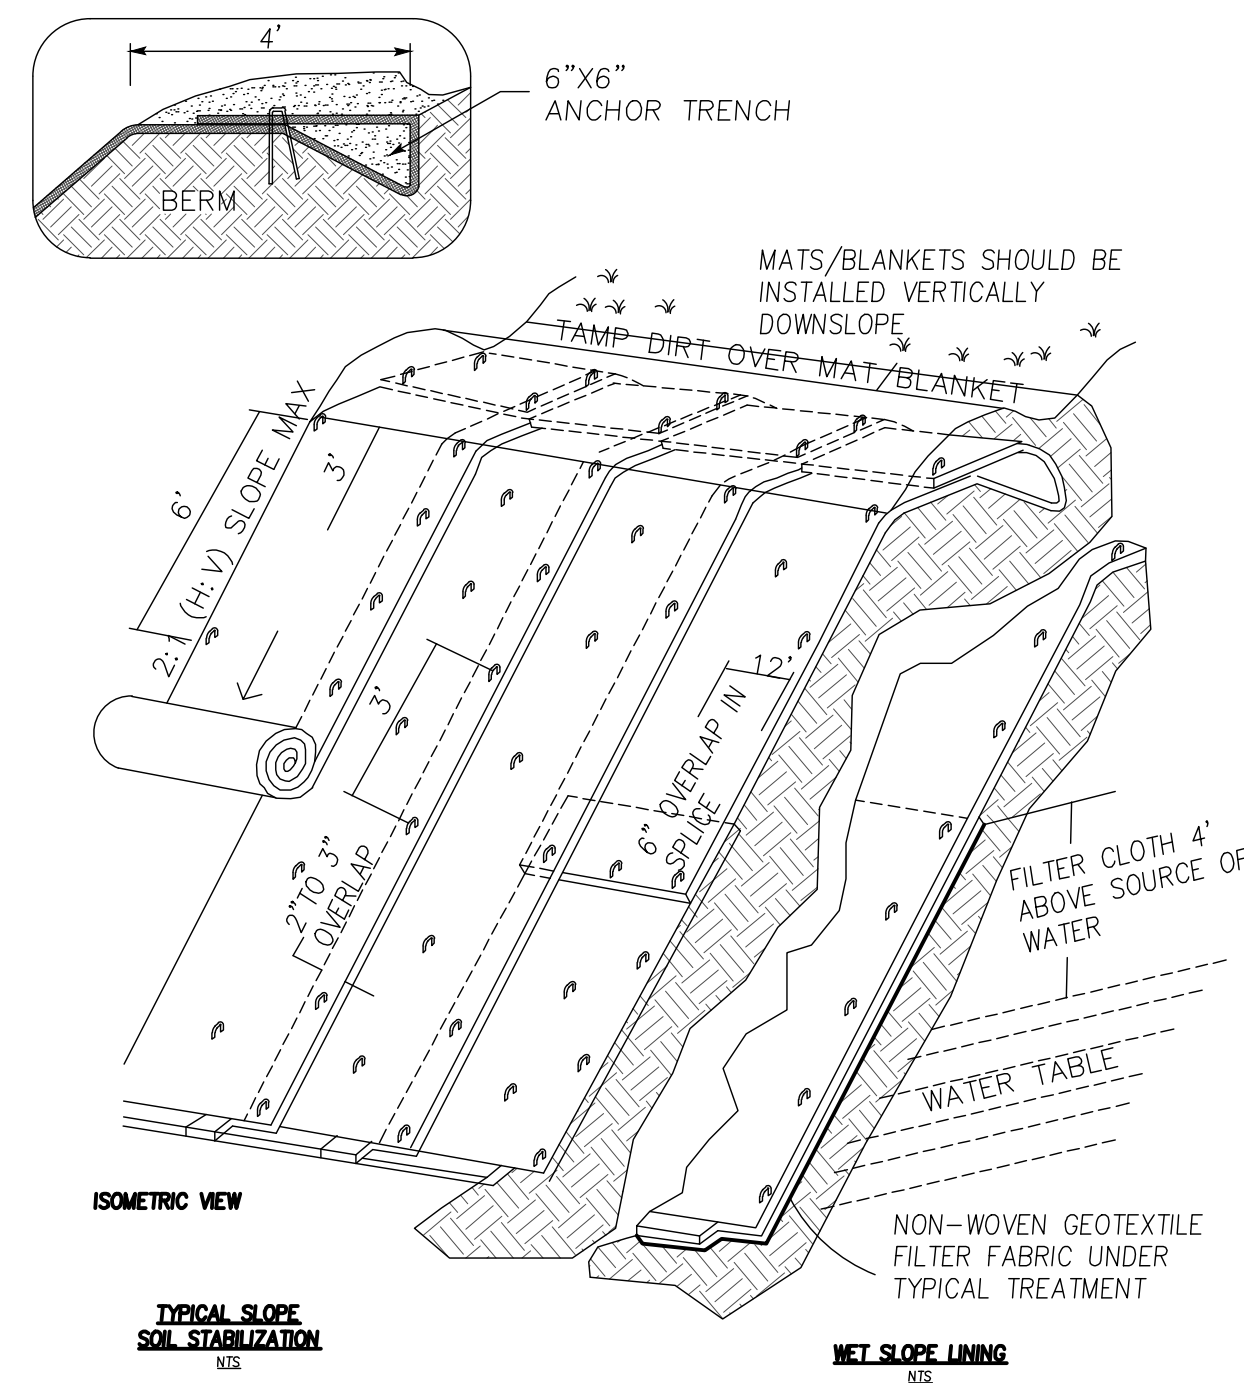 4'
6"X6"
ANCHOR TRENCH
BERM
MATS/BLANKETS SHOULD BE
INSTALLED VERTICALLY
DOWNSLOPE
TAMP DIRT OVER MAT/BLANKET
6'
2:1 (H:V) SLOPE MAX
3'
3'
12'
6" OVERLAP IN
SPLICE
2" TO 3"
OVERLAP
FILTER CLOTH 4'
ABOVE SOURCE OF
WATER
WATER TABLE
ISOMETRIC VIEW
NON-WOVEN GEOTEXTILE
FILTER FABRIC UNDER
TYPICAL TREATMENT
TYPICAL SLOPE
SOIL STABILIZATION
NTS
WET SLOPE LINING
NTS